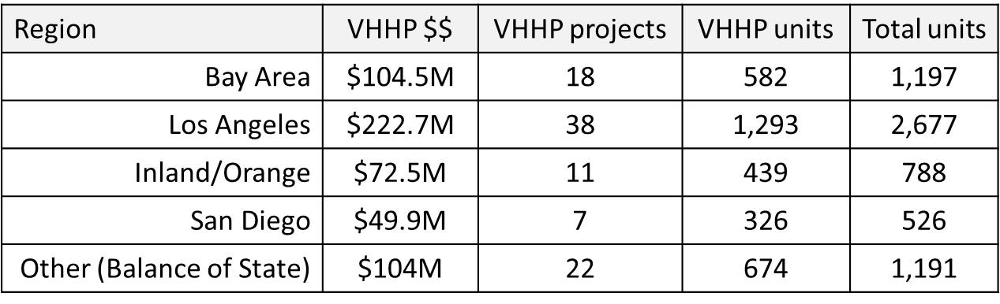 Region VHHP $$ VHHP projects VHHP units Total units
Bay Area $104.5M 18 582 1,197
Los Angeles $222.7M 38 1,293 2,677
Inland/Orange $72.5M 11 439 788
San Diego $49.9M 7 326 526
Other (Balance of State) $104M 22 674 1,191